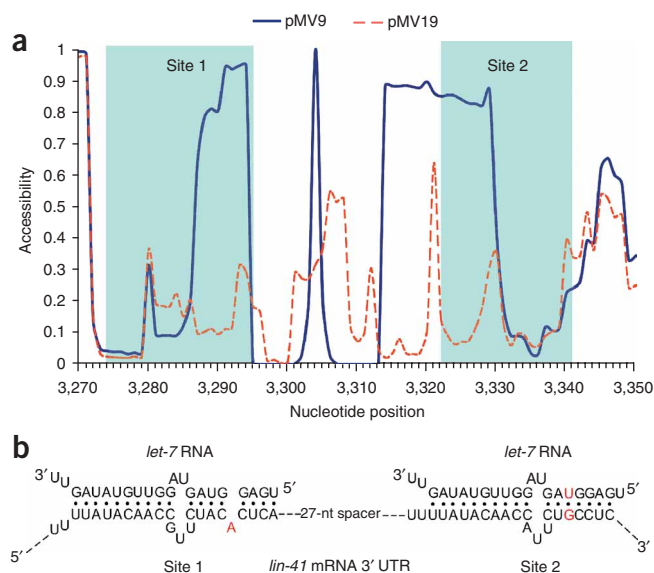 pMV9 pMV19
a
Site 1 Site 2
Accessibility
1
0.9
0.8
0.7
0.6
0.5
0.4
0.3
0.2
0.1
0
3,270 3,280 3,290 3,300 3,310 3,320 3,330 3,340 3,350
Nucleotide position
b
let-7 RNA let-7 RNA
3′ UU GAUAUGUUGG AU GAUG GAGU 5′
5′ UU UUAUACAACC GUU CUAC A CUCA 27-nt spacer
3′ UU GAUAUGUUGG AU GAUGGAGU 5′
UUUUAUACAACC AUU CUGCCUC 3′
Site 1 lin-41 mRNA 3′ UTR Site 2